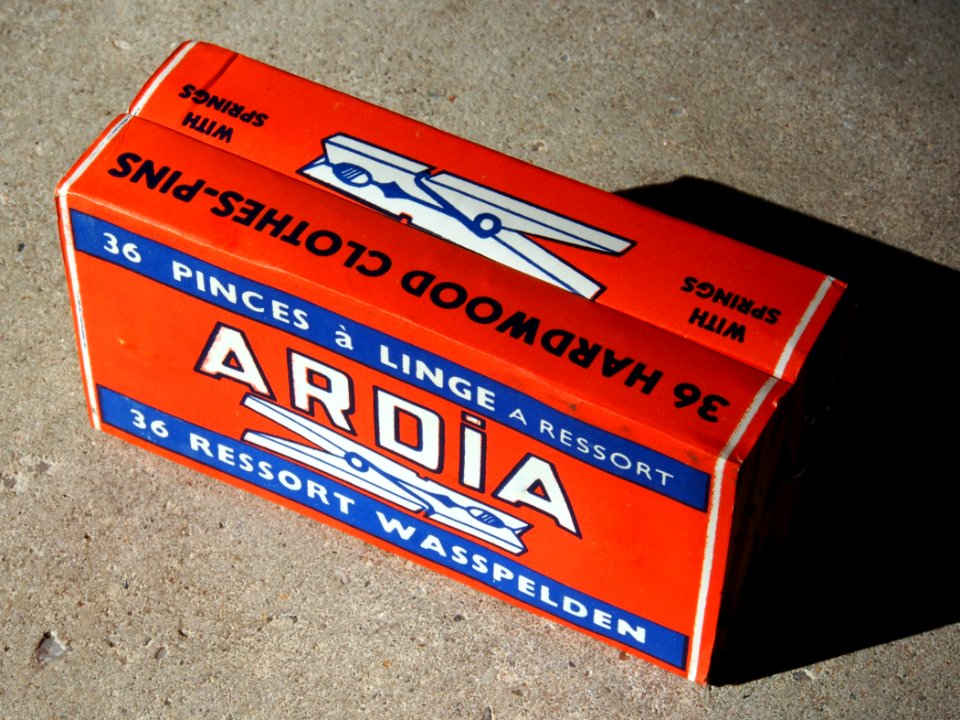 WITH
SPRINGS
WITH
SPRINGS
36 HARDWOOD CLOTHES-PINS
36 PINCES à LINGE A RESSORT
ARDiA
36 RESSORT WASSPELDEN